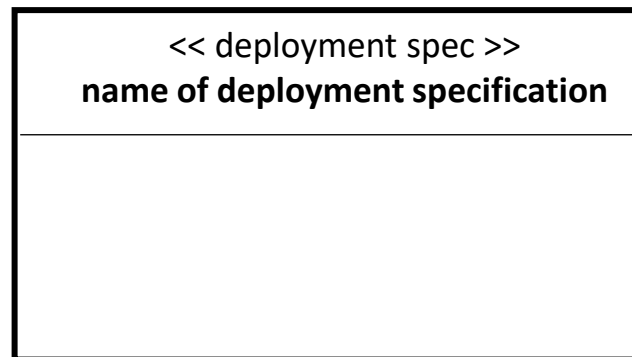 << deployment spec >>
name of deployment specification